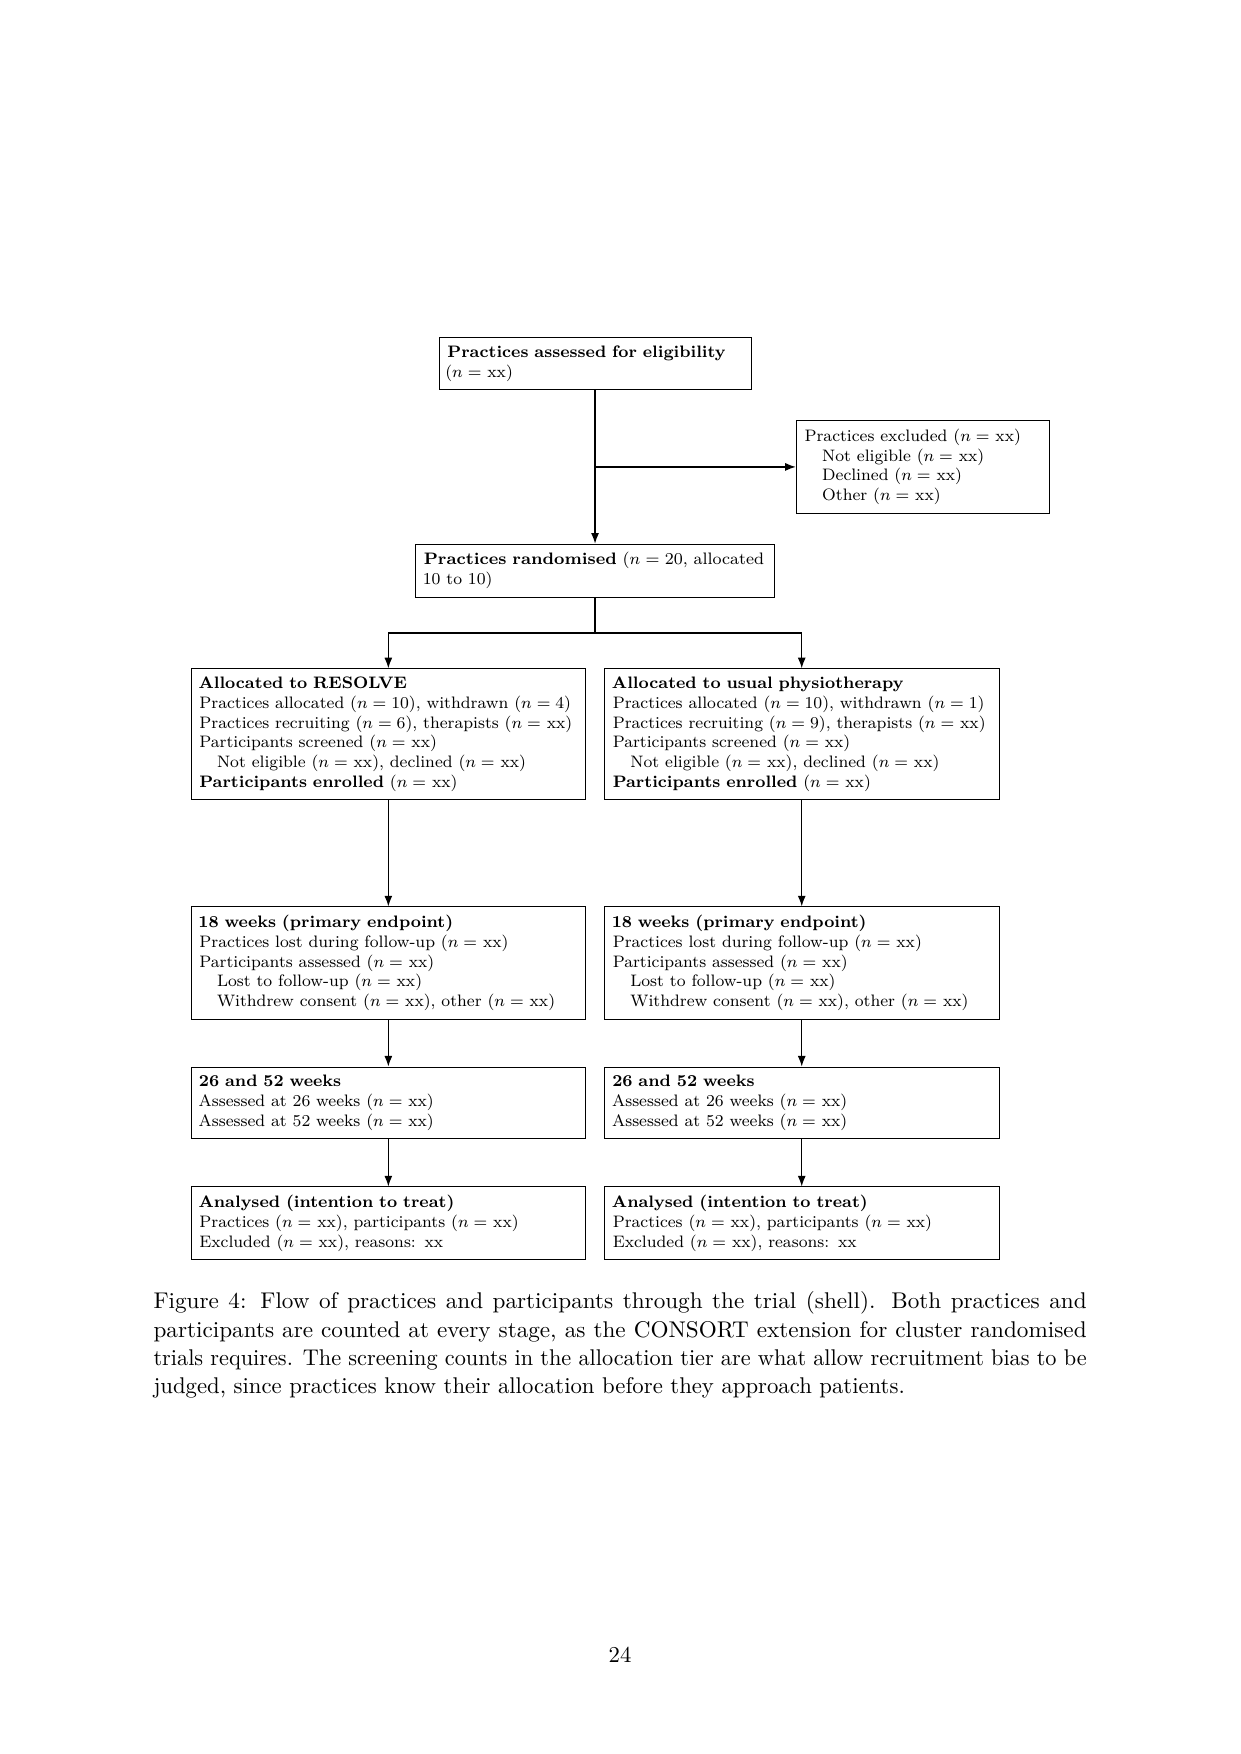 Practices assessed for eligibility
(n = xx)
Practices excluded (n = xx)
Not eligible (n = xx)
Declined (n = xx)
Other (n = xx)
Practices randomised (n = 20, allocated
10 to 10)
Allocated to RESOLVE
Practices allocated (n = 10), withdrawn (n = 4)
Practices recruiting (n = 6), therapists (n = xx)
Participants screened (n = xx)
Not eligible (n = xx), declined (n = xx)
Participants enrolled (n = xx)
Allocated to usual physiotherapy
Practices allocated (n = 10), withdrawn (n = 1)
Practices recruiting (n = 9), therapists (n = xx)
Participants screened (n = xx)
Not eligible (n = xx), declined (n = xx)
Participants enrolled (n = xx)
18 weeks (primary endpoint)
Practices lost during follow-up (n = xx)
Participants assessed (n = xx)
Lost to follow-up (n = xx)
Withdrew consent (n = xx), other (n = xx)
18 weeks (primary endpoint)
Practices lost during follow-up (n = xx)
Participants assessed (n = xx)
Lost to follow-up (n = xx)
Withdrew consent (n = xx), other (n = xx)
26 and 52 weeks
Assessed at 26 weeks (n = xx)
Assessed at 52 weeks (n = xx)
26 and 52 weeks
Assessed at 26 weeks (n = xx)
Assessed at 52 weeks (n = xx)
Analysed (intention to treat)
Practices (n = xx), participants (n = xx)
Excluded (n = xx), reasons: xx
Analysed (intention to treat)
Practices (n = xx), participants (n = xx)
Excluded (n = xx), reasons: xx
Figure 4: Flow of practices and participants through the trial (shell). Both practices and
participants are counted at every stage, as the CONSORT extension for cluster randomised
trials requires. The screening counts in the allocation tier are what allow recruitment bias to be
judged, since practices know their allocation before they approach patients.
24